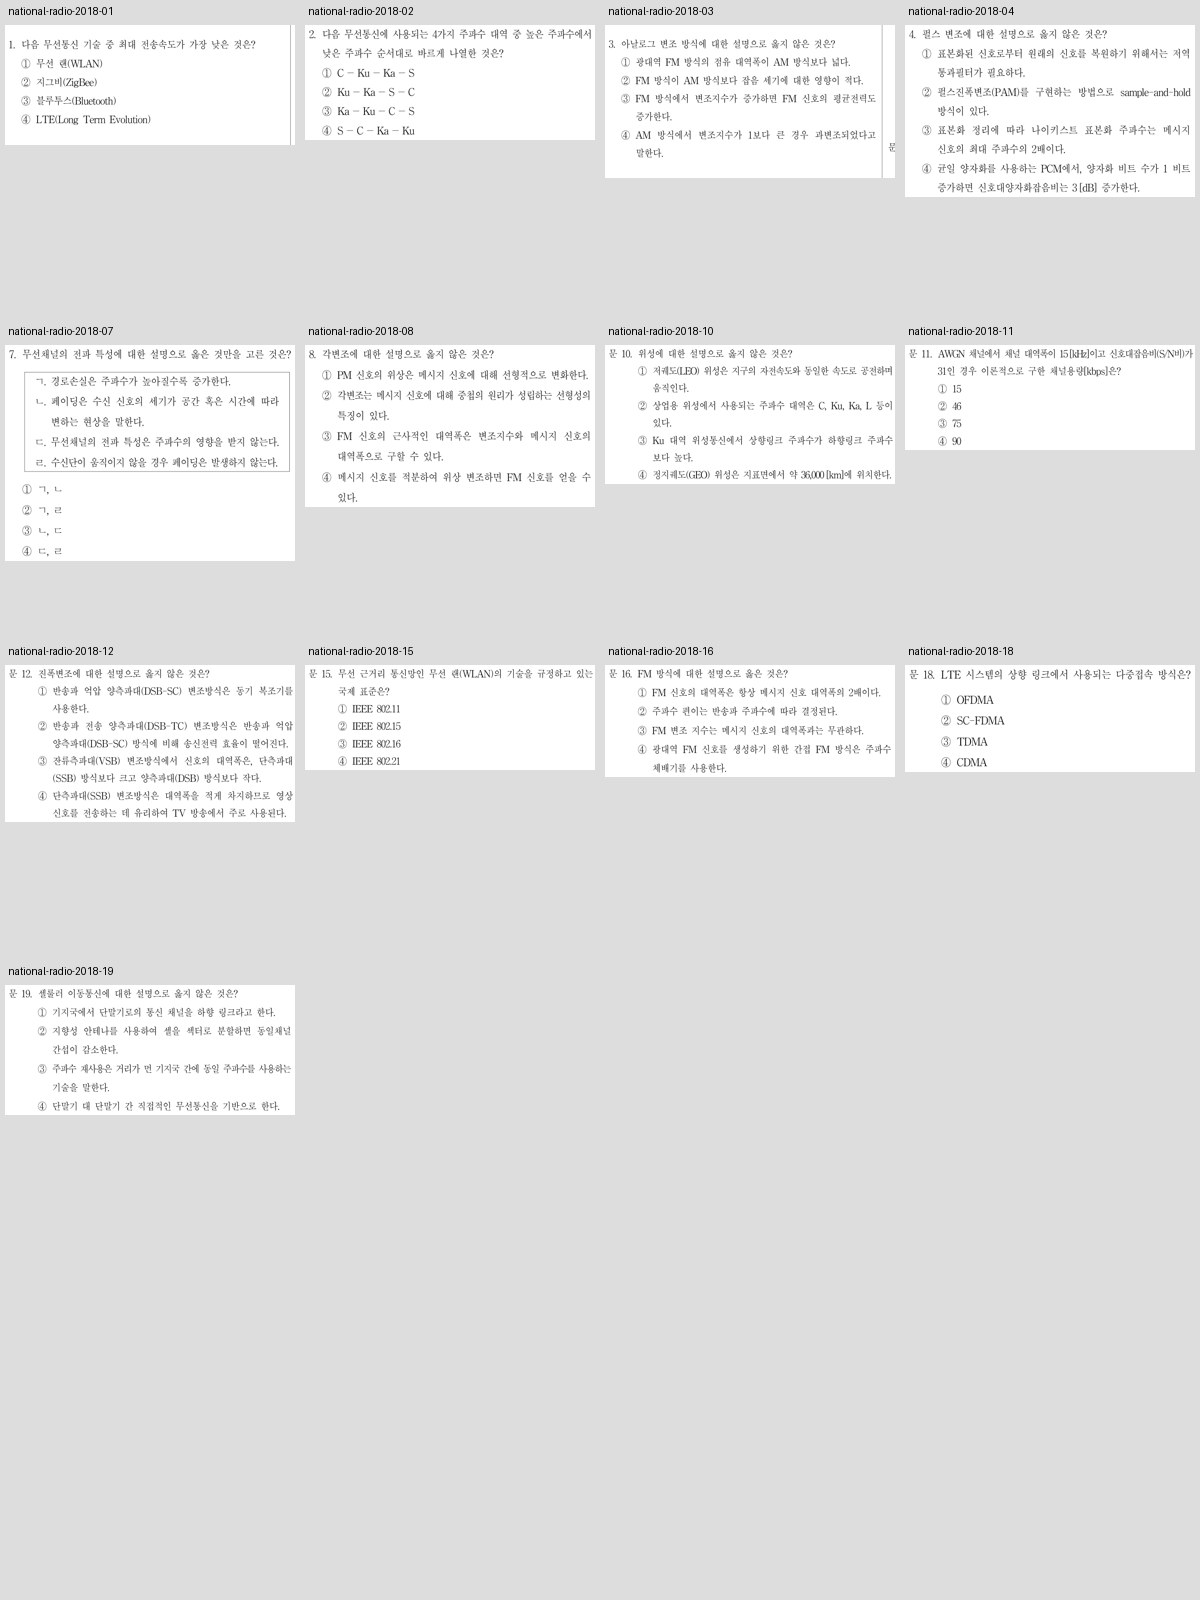 national-radio-2018-01
1. 다음 무선통신 기술 중 최대 전송속도가 가장 낮은 것은?
① 무선 랜(WLAN)
② 지그비(ZigBee)
③ 블루투스(Bluetooth)
④ LTE(Long Term Evolution)
national-radio-2018-02
2. 다음 무선통신에 사용되는 4가지 주파수 대역 중 높은 주파수에서
낮은 주파수 순서대로 바르게 나열한 것은?
① C - Ku - Ka - S
② Ku - Ka - S - C
③ Ka - Ku - C - S
④ S - C - Ka - Ku
national-radio-2018-03
3. 아날로그 변조 방식에 대한 설명으로 옳지 않은 것은?
① 광대역 FM 방식의 점유 대역폭이 AM 방식보다 넓다.
② FM 방식이 AM 방식보다 잡음 세기에 대한 영향이 적다.
③ FM 방식에서 변조지수가 증가하면 FM 신호의 평균전력도
증가한다.
④ AM 방식에서 변조지수가 1보다 큰 경우 과변조되었다고
말한다.
문
national-radio-2018-04
4. 펄스 변조에 대한 설명으로 옳지 않은 것은?
① 표본화된 신호로부터 원래의 신호를 복원하기 위해서는 저역
통과필터가 필요하다.
② 펄스진폭변조(PAM)를 구현하는 방법으로 sample-and-hold
방식이 있다.
③ 표본화 정리에 따라 나이키스트 표본화 주파수는 메시지
신호의 최대 주파수의 2배이다.
④ 균일 양자화를 사용하는 PCM에서, 양자화 비트 수가 1 비트
증가하면 신호대양자화잡음비는 3 [dB] 증가한다.
national-radio-2018-07
7. 무선채널의 전파 특성에 대한 설명으로 옳은 것만을 고른 것은?
ㄱ. 경로손실은 주파수가 높아질수록 증가한다.
ㄴ. 페이딩은 수신 신호의 세기가 공간 혹은 시간에 따라
변하는 현상을 말한다.
ㄷ. 무선채널의 전파 특성은 주파수의 영향을 받지 않는다.
ㄹ. 수신단이 움직이지 않을 경우 페이딩은 발생하지 않는다.
① ㄱ, ㄴ
② ㄱ, ㄹ
③ ㄴ, ㄷ
④ ㄷ, ㄹ
national-radio-2018-08
8. 각변조에 대한 설명으로 옳지 않은 것은?
① PM 신호의 위상은 메시지 신호에 대해 선형적으로 변화한다.
② 각변조는 메시지 신호에 대해 중첩의 원리가 성립하는 선형성의
특징이 있다.
③ FM 신호의 근사적인 대역폭은 변조지수와 메시지 신호의
대역폭으로 구할 수 있다.
④ 메시지 신호를 적분하여 위상 변조하면 FM 신호를 얻을 수
있다.
national-radio-2018-10
문 10. 위성에 대한 설명으로 옳지 않은 것은?
① 저궤도(LEO) 위성은 지구의 자전속도와 동일한 속도로 공전하며
움직인다.
② 상업용 위성에서 사용되는 주파수 대역은 C, Ku, Ka, L 등이
있다.
③ Ku 대역 위성통신에서 상향링크 주파수가 하향링크 주파수
보다 높다.
④ 정지궤도(GEO) 위성은 지표면에서 약 36,000 [km]에 위치한다.
national-radio-2018-11
문 11. AWGN 채널에서 채널 대역폭이 15 [kHz]이고 신호대잡음비(S/N비)가
31인 경우 이론적으로 구한 채널용량[kbps]은?
① 15
② 46
③ 75
④ 90
national-radio-2018-12
문 12. 진폭변조에 대한 설명으로 옳지 않은 것은?
① 반송파 억압 양측파대(DSB-SC) 변조방식은 동기 복조기를
사용한다.
② 반송파 전송 양측파대(DSB-TC) 변조방식은 반송파 억압
양측파대(DSB-SC) 방식에 비해 송신전력 효율이 떨어진다.
③ 잔류측파대(VSB) 변조방식에서 신호의 대역폭은, 단측파대
(SSB) 방식보다 크고 양측파대(DSB) 방식보다 작다.
④ 단측파대(SSB) 변조방식은 대역폭을 적게 차지하므로 영상
신호를 전송하는 데 유리하여 TV 방송에서 주로 사용된다.
national-radio-2018-15
문 15. 무선 근거리 통신망인 무선 랜(WLAN)의 기술을 규정하고 있는
국제 표준은?
① IEEE 802.11
② IEEE 802.15
③ IEEE 802.16
④ IEEE 802.21
national-radio-2018-16
문 16. FM 방식에 대한 설명으로 옳은 것은?
① FM 신호의 대역폭은 항상 메시지 신호 대역폭의 2배이다.
② 주파수 편이는 반송파 주파수에 따라 결정된다.
③ FM 변조 지수는 메시지 신호의 대역폭과는 무관하다.
④ 광대역 FM 신호를 생성하기 위한 간접 FM 방식은 주파수
체배기를 사용한다.
national-radio-2018-18
문 18. LTE 시스템의 상향 링크에서 사용되는 다중접속 방식은?
① OFDMA
② SC-FDMA
③ TDMA
④ CDMA
national-radio-2018-19
문 19. 셀룰러 이동통신에 대한 설명으로 옳지 않은 것은?
① 기지국에서 단말기로의 통신 채널을 하향 링크라고 한다.
② 지향성 안테나를 사용하여 셀을 섹터로 분할하면 동일채널
간섭이 감소한다.
③ 주파수 재사용은 거리가 먼 기지국 간에 동일 주파수를 사용하는
기술을 말한다.
④ 단말기 대 단말기 간 직접적인 무선통신을 기반으로 한다.